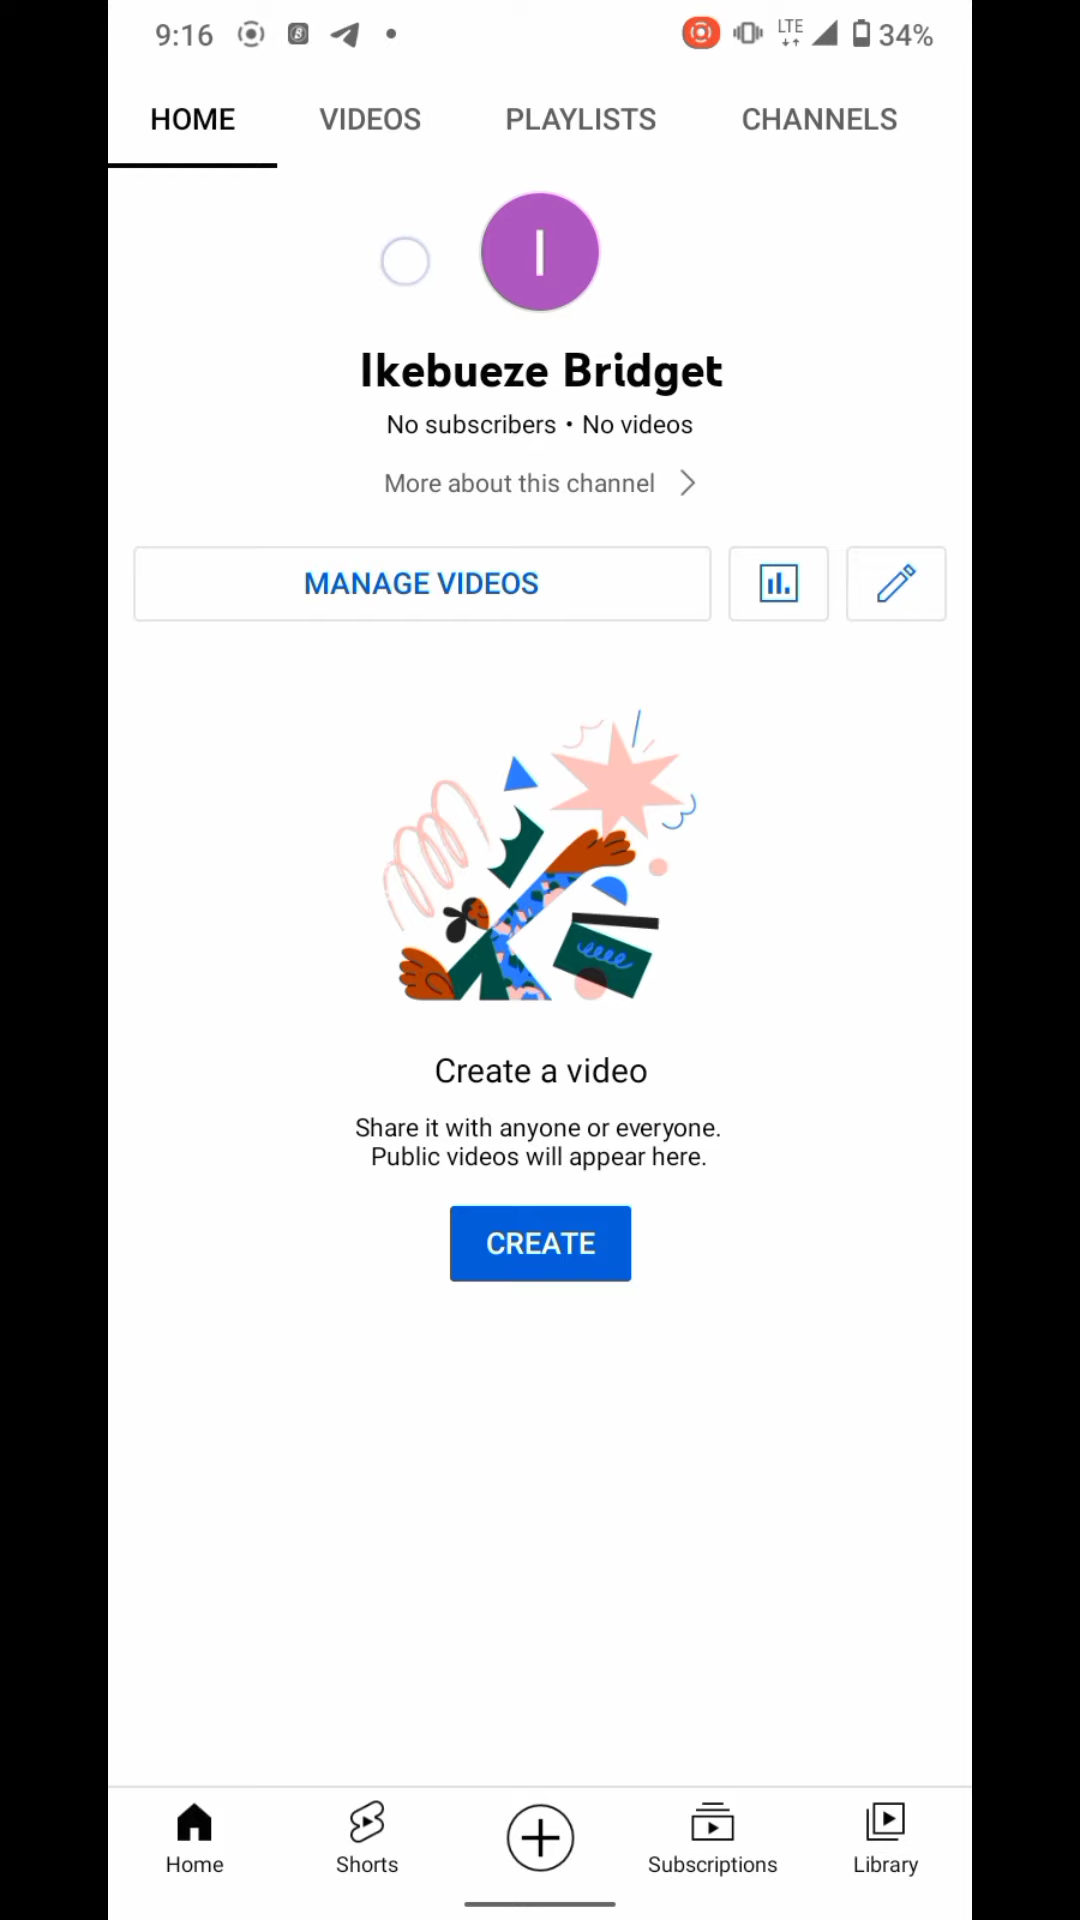 9:16 LTE 34%
HOME VIDEOS PLAYLISTS CHANNELS
I
Ikebueze Bridget
No subscribers • No videos
More about this channel
MANAGE VIDEOS
Create a video
Share it with anyone or everyone.
Public videos will appear here.
CREATE
Home Shorts Subscriptions Library